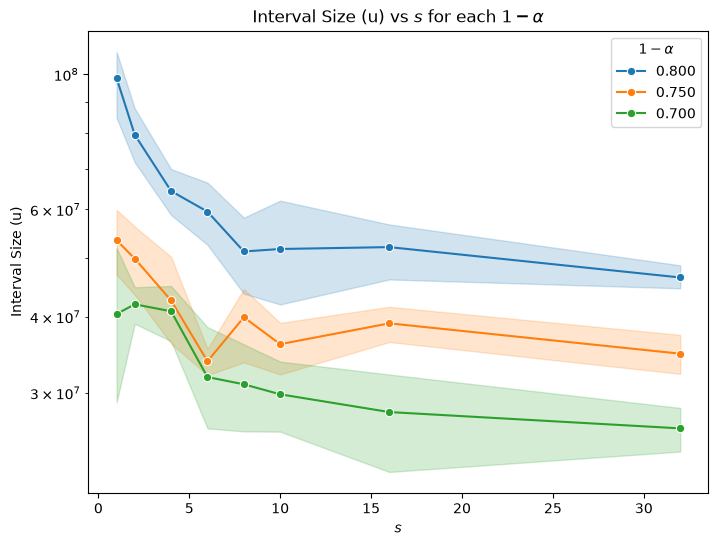 Interval Size (u) vs s for each 1 − α
1 − α
0.800
0.750
0.700
10⁸
6 × 10⁷
4 × 10⁷
3 × 10⁷
Interval Size (u)
0 5 10 15 20 25 30
s